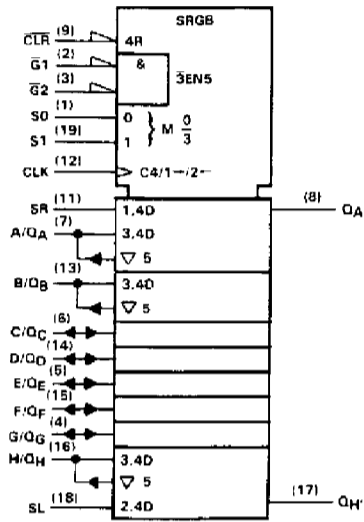 SRG8
CLR (9) 4R
G1 (2) &
G2 (3) 3EN5
S0 (1) 0 } M 0/3
S1 (19) 1
CLK (12) C4/1→/2←
SR (11) 1,4D (8) QA'
A/QA (7) 3,4D
▽ 5
B/QB (13) 3,4D
▽ 5
C/QC (6)
D/QD (14)
E/QE (5)
F/QF (15)
G/QG (4)
H/QH (16) 3,4D
▽ 5
SL (18) 2,4D (17) QH'